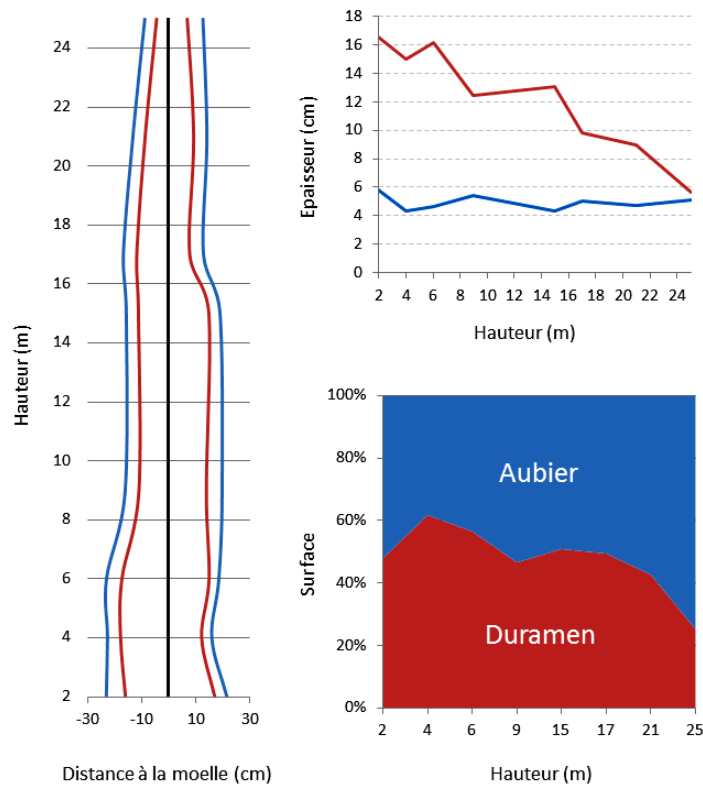 24
22
20
18
16
14
12
10
8
6
4
2
-30 -10 10 30
Hauteur (m)
Distance à la moelle (cm)
18
16
14
12
10
8
6
4
2
0
2 4 6 8 10 12 14 16 18 20 22 24
Epaisseur (cm)
Hauteur (m)
100%
80%
60%
40%
20%
0%
Aubier
Duramen
2 4 6 9 15 17 21 25
Surface
Hauteur (m)